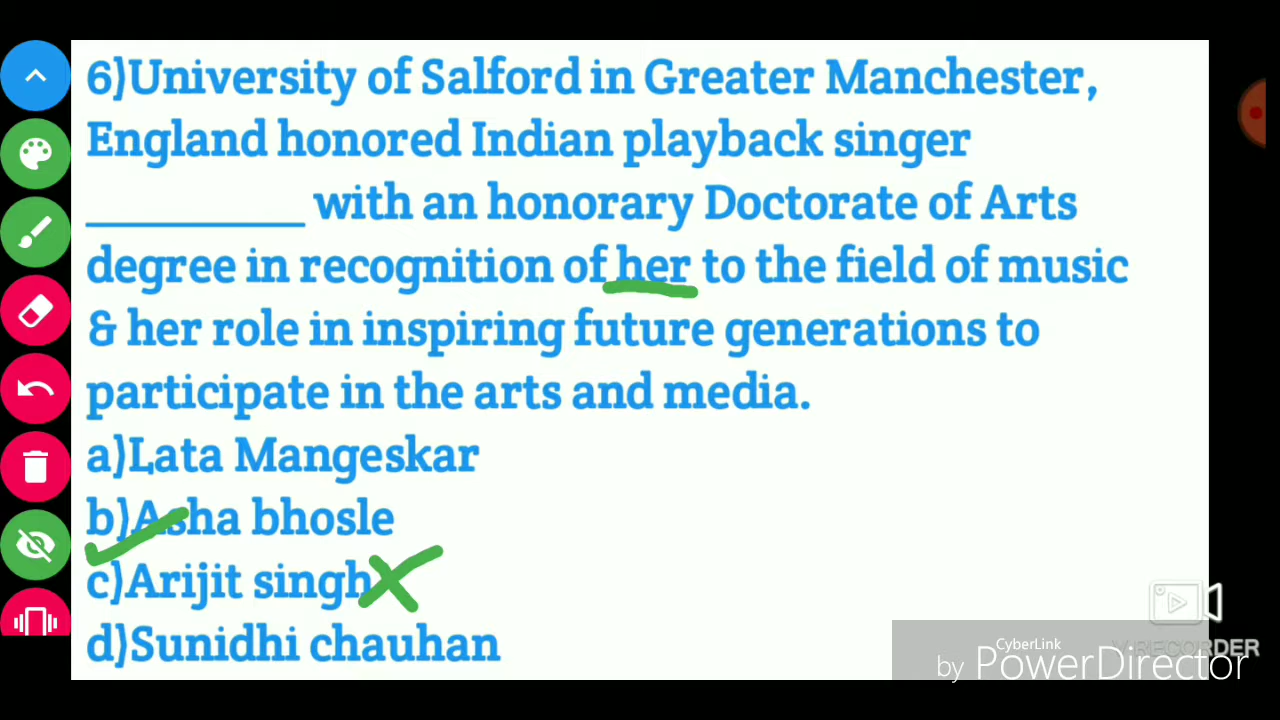 6)University of Salford in Greater Manchester,
England honored Indian playback singer
__________ with an honorary Doctorate of Arts
degree in recognition of her to the field of music
& her role in inspiring future generations to
participate in the arts and media.
a)Lata Mangeskar
b)Asha bhosle
c)Arijit singh
d)Sunidhi chauhan
CyberLink
by PowerDirector